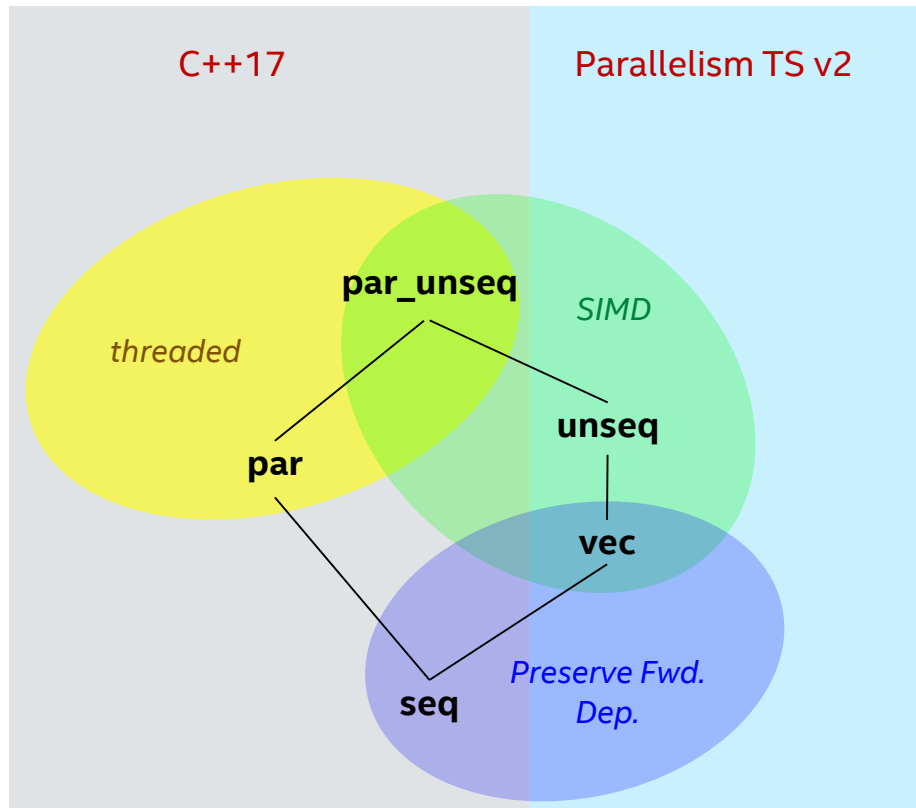 C++17
Parallelism TS v2
par_unseq
SIMD
threaded
unseq
par
vec
Preserve Fwd.
Dep.
seq